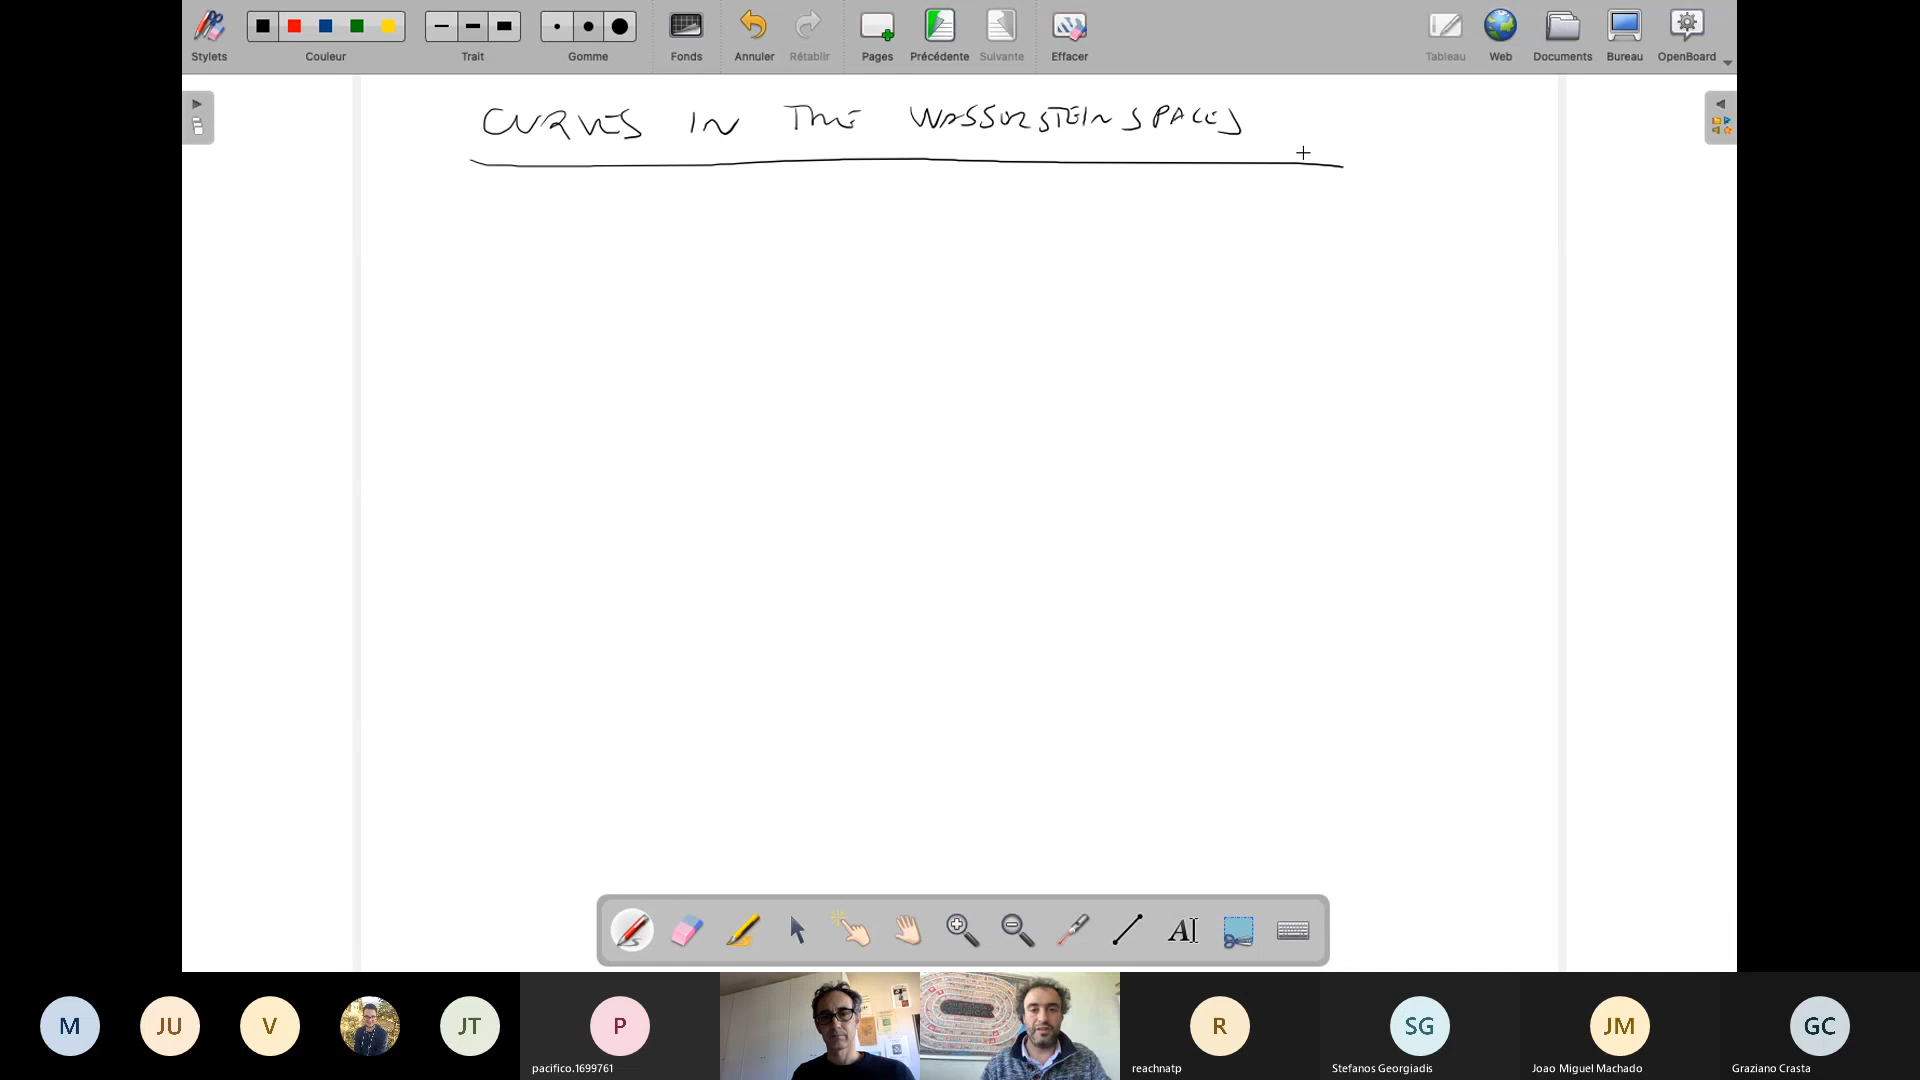 Stylets
Couleur
Trait
Gomme
Fonds
Annuler
Rétablir
Pages
Précédente
Suivante
Effacer
Tableau
Web
Documents
Bureau
OpenBoard
CURVES IN THE WASSERSTEIN SPACES
AI
M
JU
V
JT
P
R
SG
JM
GC
pacifico.1699761
reachnatp
Stefanos Georgiadis
Joao Miguel Machado
Graziano Crasta